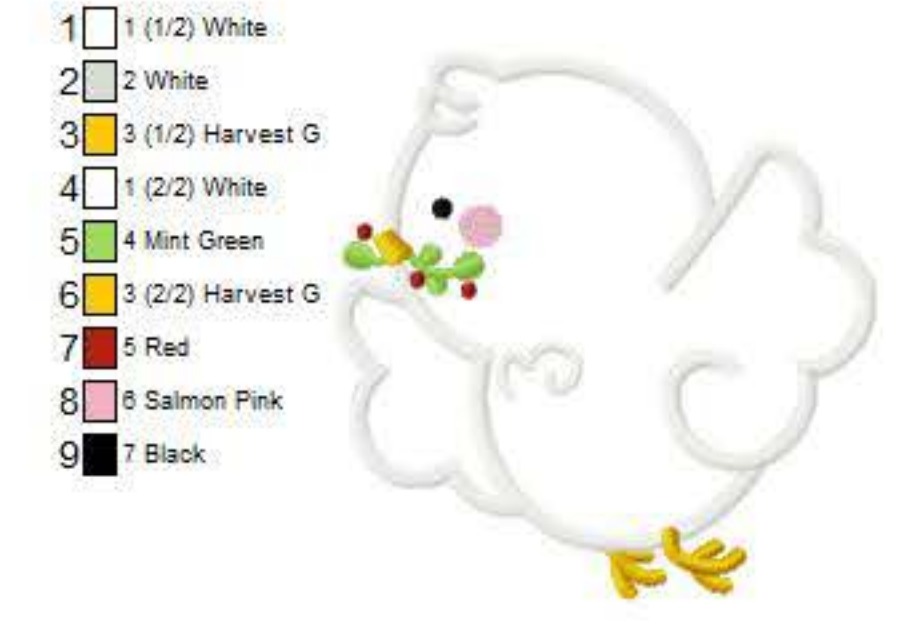 1 1 (1/2) White
2 2 White
3 3 (1/2) Harvest G
4 1 (2/2) White
5 4 Mint Green
6 3 (2/2) Harvest G
7 5 Red
8 6 Salmon Pink
9 7 Black